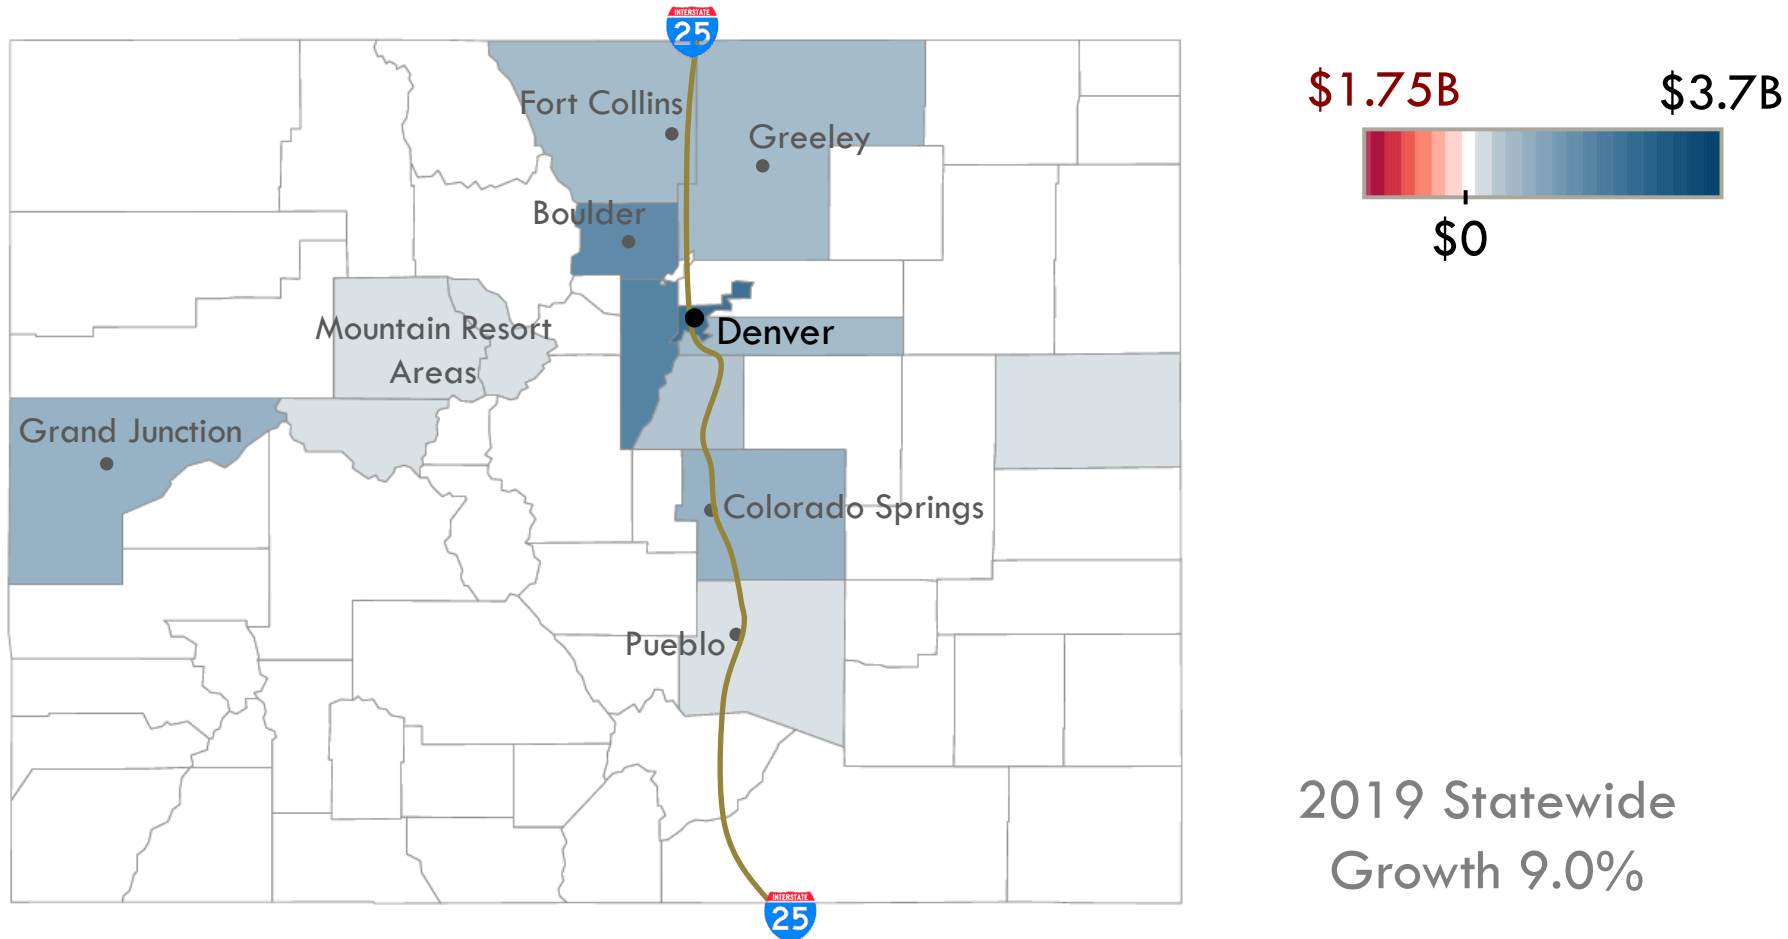 INTERSTATE
25
Fort Collins
Greeley
Boulder
Mountain Resort
Areas
Denver
Grand Junction
Colorado Springs
Pueblo
INTERSTATE
25
$1.75B
$3.7B
$0
2019 Statewide
Growth 9.0%